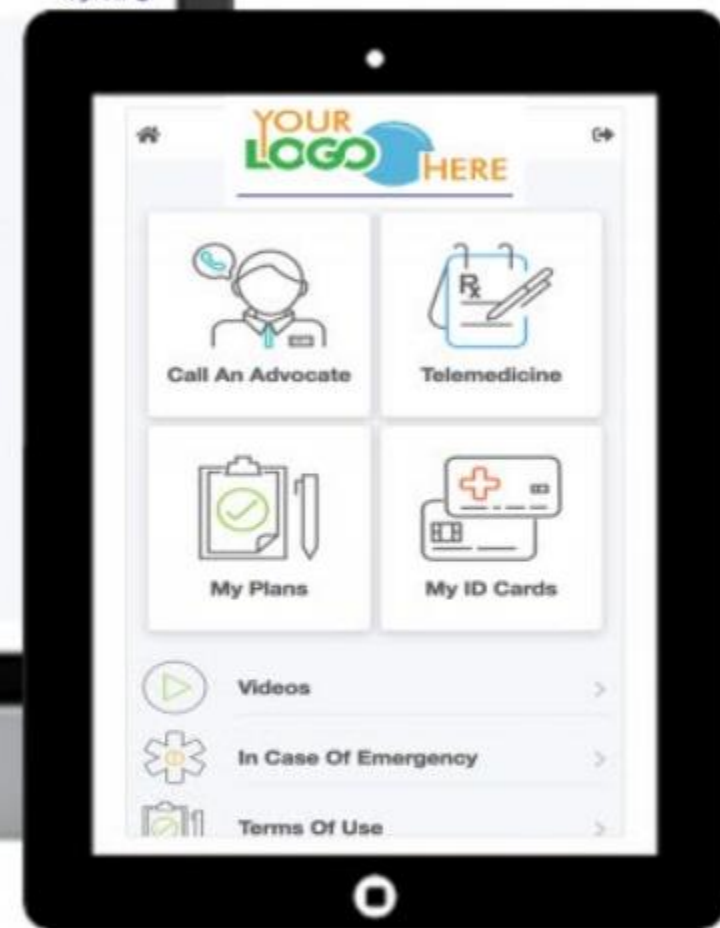 YOUR
LOGO
HERE
Call An Advocate
Telemedicine
Rx
My Plans
My ID Cards
Videos
In Case Of Emergency
Terms Of Use